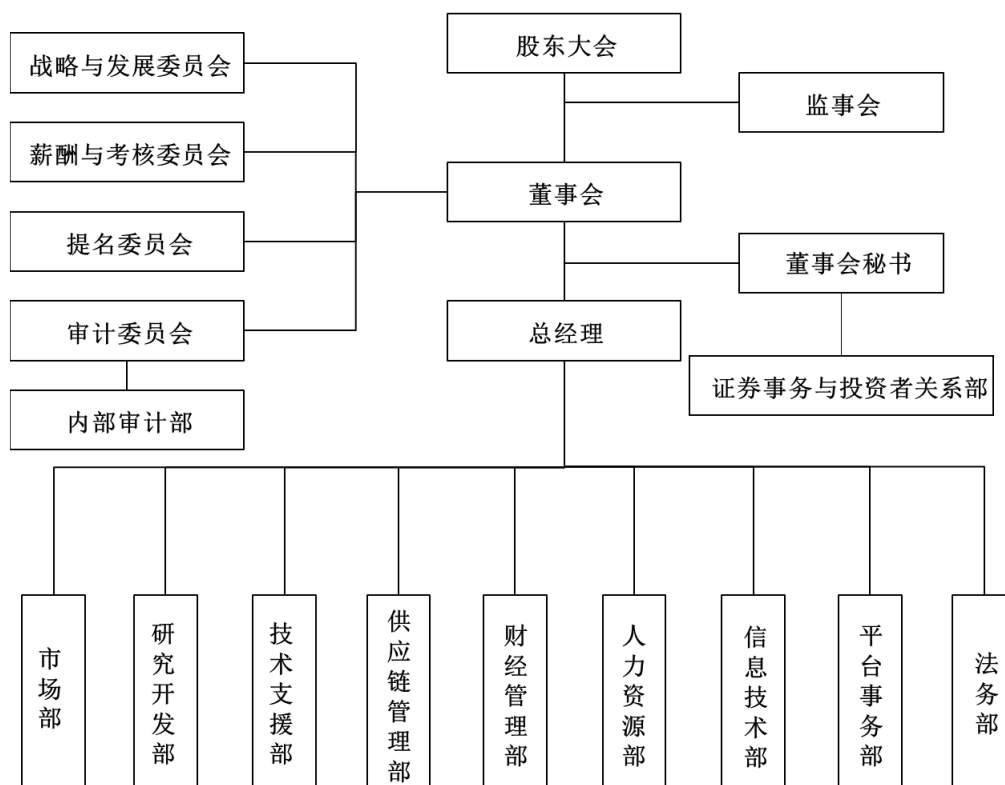 股东大会
战略与发展委员会
监事会
薪酬与考核委员会
董事会
提名委员会
董事会秘书
审计委员会
总经理
证券事务与投资者关系部
内部审计部
市场部
研究开发部
技术支援部
供应链管理部
财经管理部
人力资源部
信息技术部
平台事务部
法务部